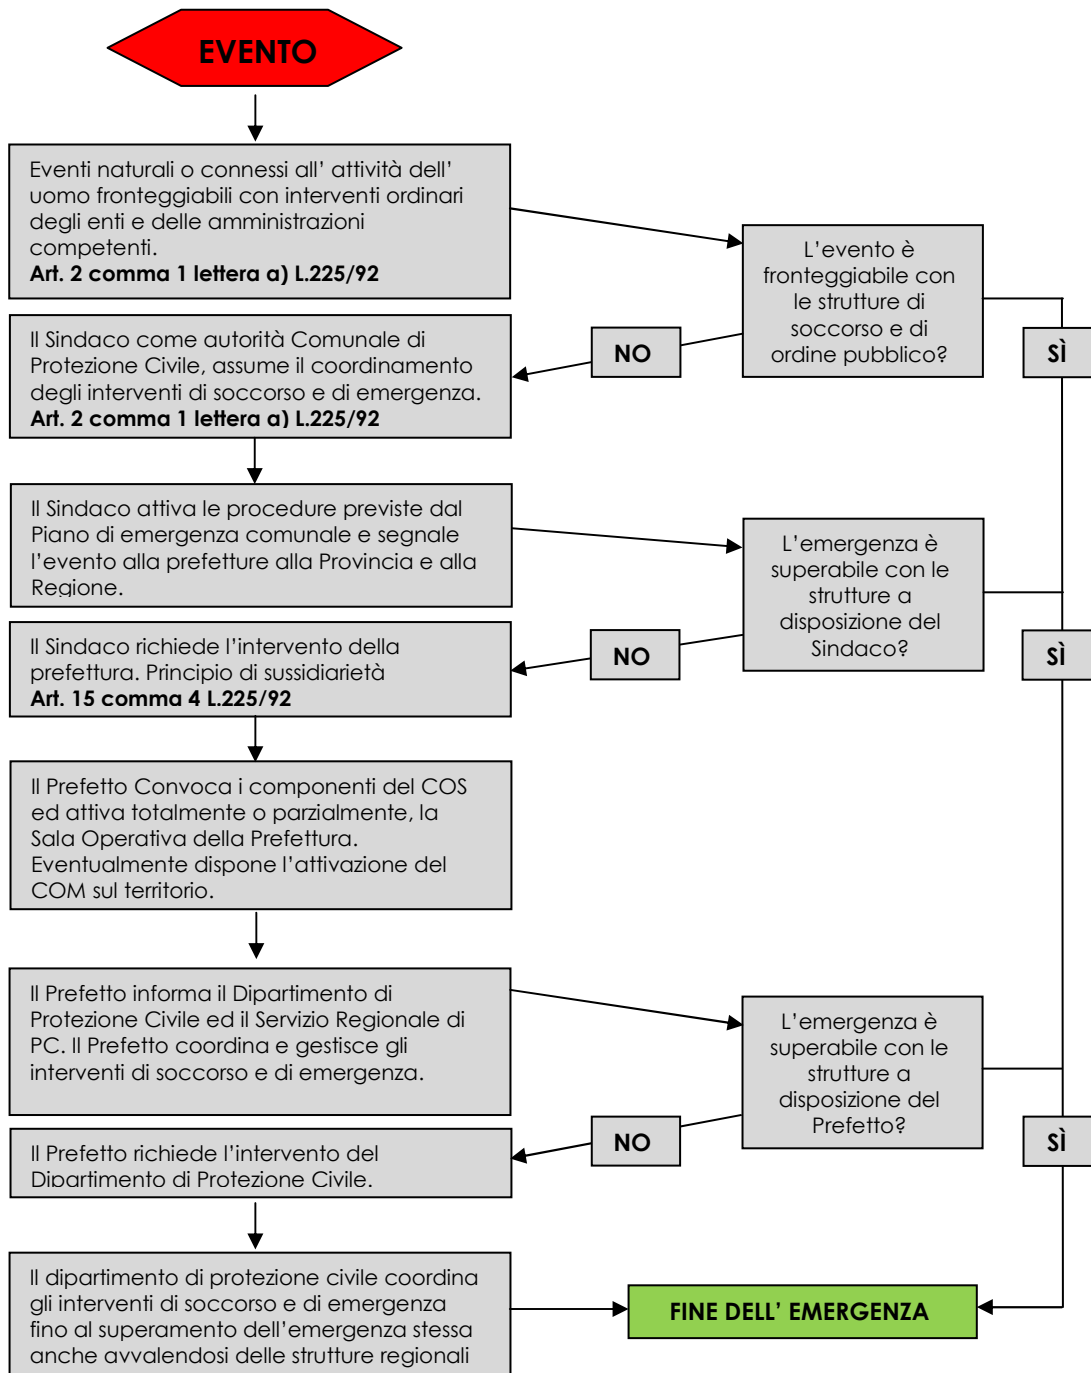 EVENTO
Eventi naturali o connessi all' attività dell'
uomo fronteggiabili con interventi ordinari
degli enti e delle amministrazioni
competenti.
Art. 2 comma 1 lettera a) L.225/92
L'evento è
fronteggiabile con
le strutture di
soccorso e di
ordine pubblico?
NO
SÌ
Il Sindaco come autorità Comunale di
Protezione Civile, assume il coordinamento
degli interventi di soccorso e di emergenza.
Art. 2 comma 1 lettera a) L.225/92
Il Sindaco attiva le procedure previste dal
Piano di emergenza comunale e segnale
l'evento alla prefetture alla Provincia e alla
Regione.
L'emergenza è
superabile con le
strutture a
disposizione del
Sindaco?
NO
SÌ
Il Sindaco richiede l'intervento della
prefettura. Principio di sussidiarietà
Art. 15 comma 4 L.225/92
Il Prefetto Convoca i componenti del COS
ed attiva totalmente o parzialmente, la
Sala Operativa della Prefettura.
Eventualmente dispone l'attivazione del
COM sul territorio.
Il Prefetto informa il Dipartimento di
Protezione Civile ed il Servizio Regionale di
PC. Il Prefetto coordina e gestisce gli
interventi di soccorso e di emergenza.
L'emergenza è
superabile con le
strutture a
disposizione del
Prefetto?
NO
SÌ
Il Prefetto richiede l'intervento del
Dipartimento di Protezione Civile.
Il dipartimento di protezione civile coordina
gli interventi di soccorso e di emergenza
fino al superamento dell'emergenza stessa
anche avvalendosi delle strutture regionali
FINE DELL' EMERGENZA